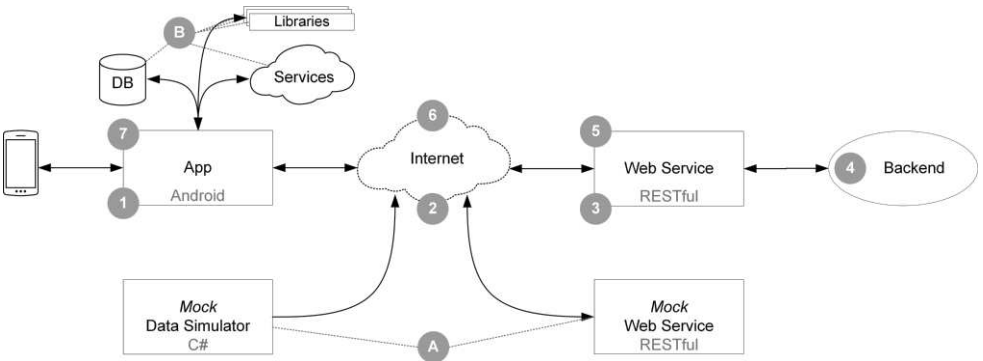 Libraries
B
DB
Services
7
App
Android
1
6
Internet
2
5
Web Service
RESTful
3
4
Backend
Mock
Data Simulator
C#
A
Mock
Web Service
RESTful